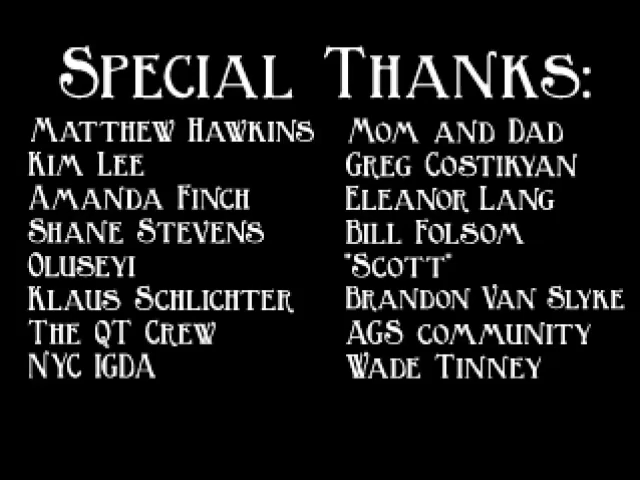 Special Thanks:
Matthew Hawkins
Kim Lee
Amanda Finch
Shane Stevens
Oluseyi
Klaus Schlichter
The QT Crew
NYC IGDA
Mom and Dad
Greg Costikyan
Eleanor Lang
Bill Folsom
"Scott"
Brandon Van Slyke
AGS community
Wade Tinney